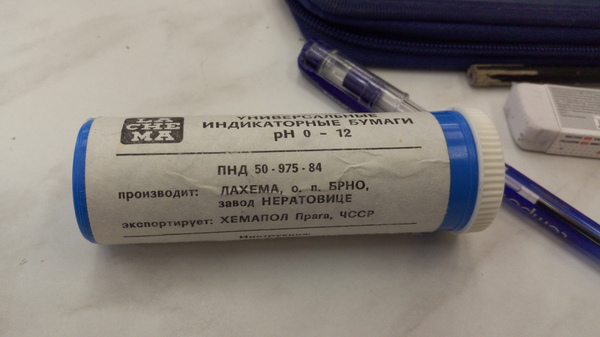 LA
CHE
MA
УНИВЕРСАЛЬНЫЕ
ИНДИКАТОРНЫЕ БУМАГИ
pH 0 – 12
ПНД 50-975-84
производит: ЛАХЕМА, о. п. БРНО,
завод НЕРАТОВИЦЕ
экспортирует: ХЕМАПОЛ Прага, ЧССР